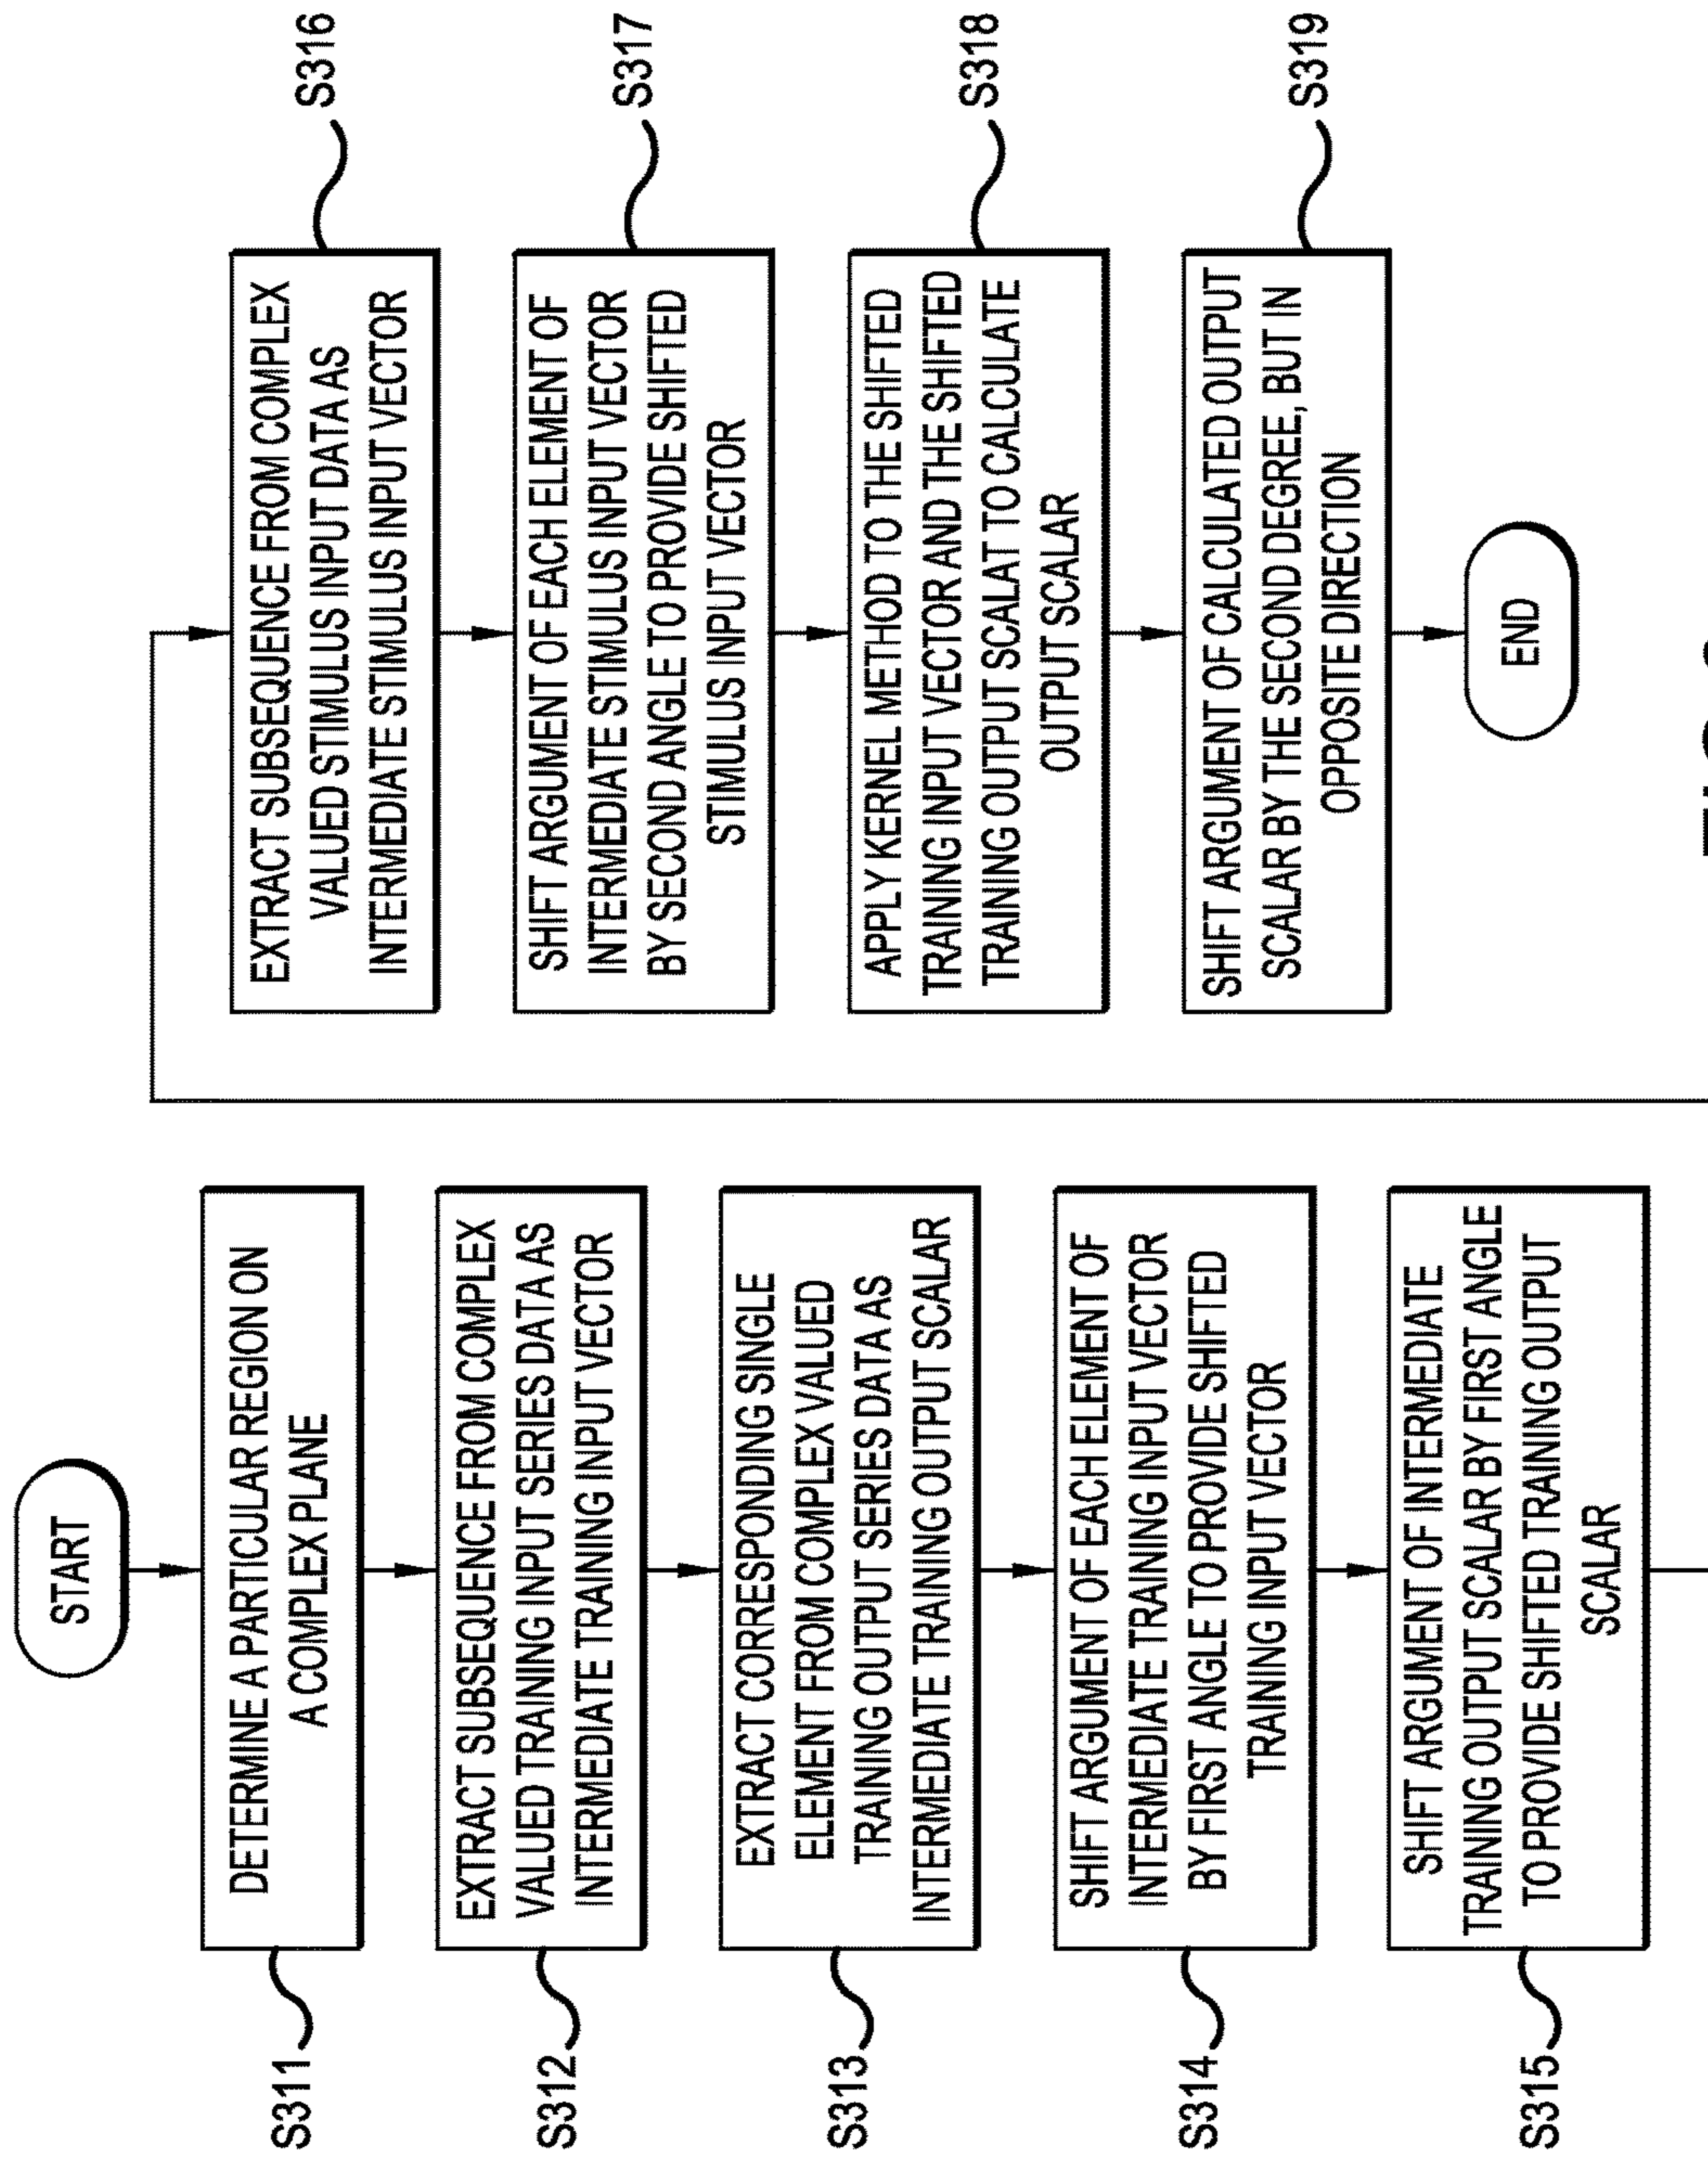 START
S311
DETERMINE A PARTICULAR REGION ON
A COMPLEX PLANE
S312
EXTRACT SUBSEQUENCE FROM COMPLEX
VALUED TRAINING INPUT SERIES DATA AS
INTERMEDIATE TRAINING INPUT VECTOR
S313
EXTRACT CORRESPONDING SINGLE
ELEMENT FROM COMPLEX VALUED
TRAINING OUTPUT SERIES DATA AS
INTERMEDIATE TRAINING OUTPUT SCALAR
S314
SHIFT ARGUMENT OF EACH ELEMENT OF
INTERMEDIATE TRAINING INPUT VECTOR
BY FIRST ANGLE TO PROVIDE SHIFTED
TRAINING INPUT VECTOR
S315
SHIFT ARGUMENT OF INTERMEDIATE
TRAINING OUTPUT SCALAR BY FIRST ANGLE
TO PROVIDE SHIFTED TRAINING OUTPUT
SCALAR
S316
EXTRACT SUBSEQUENCE FROM COMPLEX
VALUED STIMULUS INPUT DATA AS
INTERMEDIATE STIMULUS INPUT VECTOR
S317
SHIFT ARGUMENT OF EACH ELEMENT OF
INTERMEDIATE STIMULUS INPUT VECTOR
BY SECOND ANGLE TO PROVIDE SHIFTED
STIMULUS INPUT VECTOR
S318
APPLY KERNEL METHOD TO THE SHIFTED
TRAINING INPUT VECTOR AND THE SHIFTED
TRAINING OUTPUT SCALAT TO CALCULATE
OUTPUT SCALAR
S319
SHIFT ARGUMENT OF CALCULATED OUTPUT
SCALAR BY THE SECOND DEGREE, BUT IN
OPPOSITE DIRECTION
END